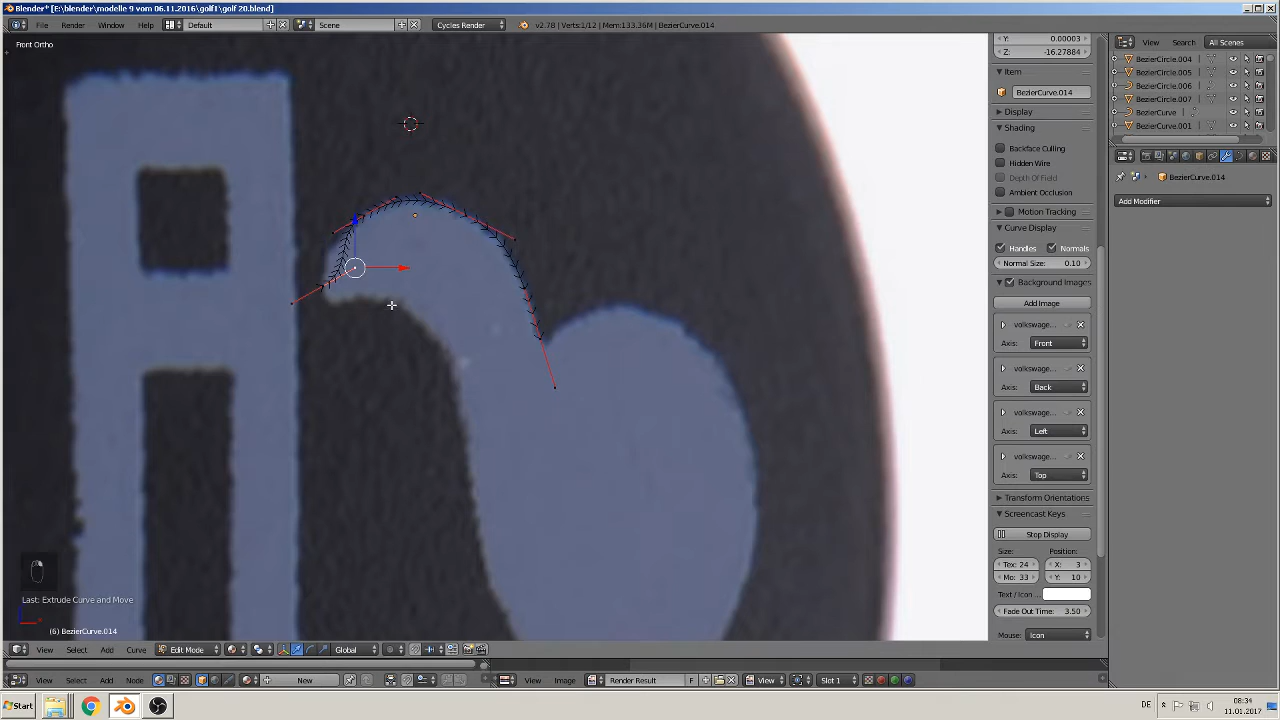 Blender* [E:\blender\modelle 9 vom 06.11.2016\golf1\golf 20.blend]
File Render Window Help Default Scene Cycles Render v2.78 | Verts:1/12 | Mem:133.36M | BezierCurve.014
Front Ortho
Y: 0.00003
Z: -16.27884
Item
BezierCurve.014
Display
Shading
Backface Culling
Hidden Wire
Depth Of Field
Ambient Occlusion
Motion Tracking
Curve Display
Handles Normals
Normal Size: 0.10
Background Images
Add Image
volkswage...
Axis: Front
volkswage...
Axis: Back
volkswage...
Axis: Left
volkswage...
Axis: Top
Transform Orientations
Screencast Keys
Stop Display
Size: Position:
Tex: 24 X: 3
Mo: 33 Y: 10
Text / Icon ...
Fade Out Time: 3.50
Mouse: Icon
View Search All Scenes
BezierCircle.004
BezierCircle.005
BezierCircle.006
BezierCircle.007
BezierCurve
BezierCurve.001
BezierCurve.014
Add Modifier
Last: Extrude Curve and Move
(6) BezierCurve.014
View Select Add Curve Edit Mode Global
View Select Add New View Image Render Result F View Slot 1
Start DE 08:34
11.01.2017